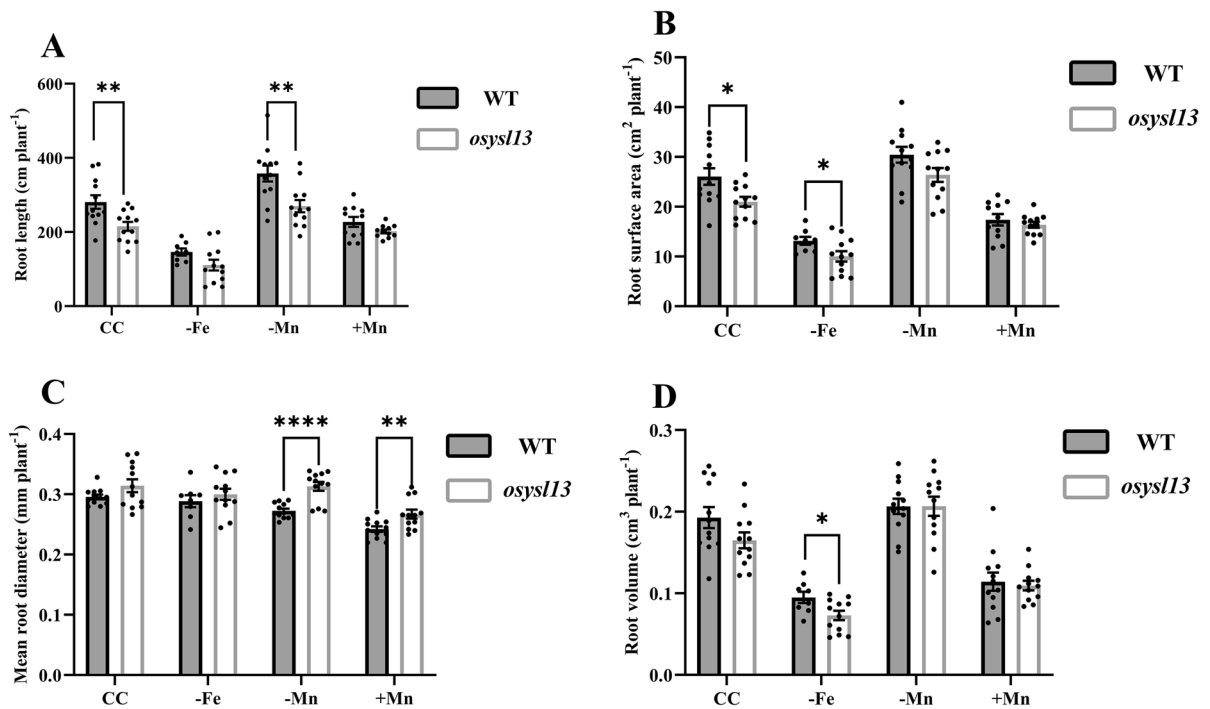 A
Root length (cm plant⁻¹)
600
400
200
0
**
**
CC
-Fe
-Mn
+Mn
WT
osysl13
B
Root surface area (cm² plant⁻¹)
50
40
30
20
10
0
*
*
CC
-Fe
-Mn
+Mn
WT
osysl13
C
Mean root diameter (mm plant⁻¹)
0.4
0.3
0.2
0.1
0.0
****
**
CC
-Fe
-Mn
+Mn
WT
osysl13
D
Root volume (cm³ plant⁻¹)
0.3
0.2
0.1
0.0
*
CC
-Fe
-Mn
+Mn
WT
osysl13